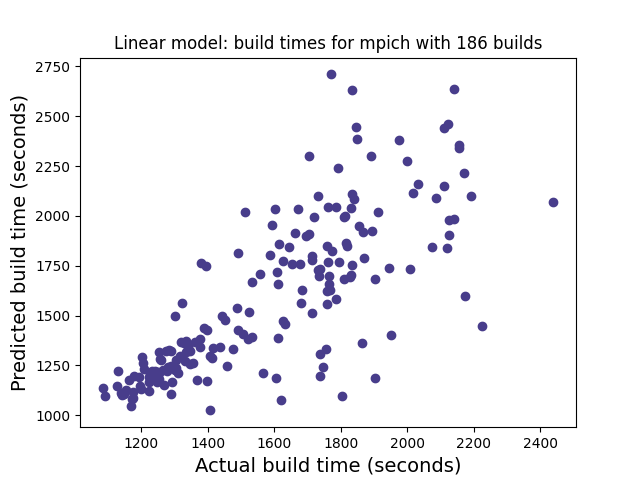 Linear model: build times for mpich with 186 builds
Predicted build time (seconds)
2750
2500
2250
2000
1750
1500
1250
1000
1200 1400 1600 1800 2000 2200 2400
Actual build time (seconds)